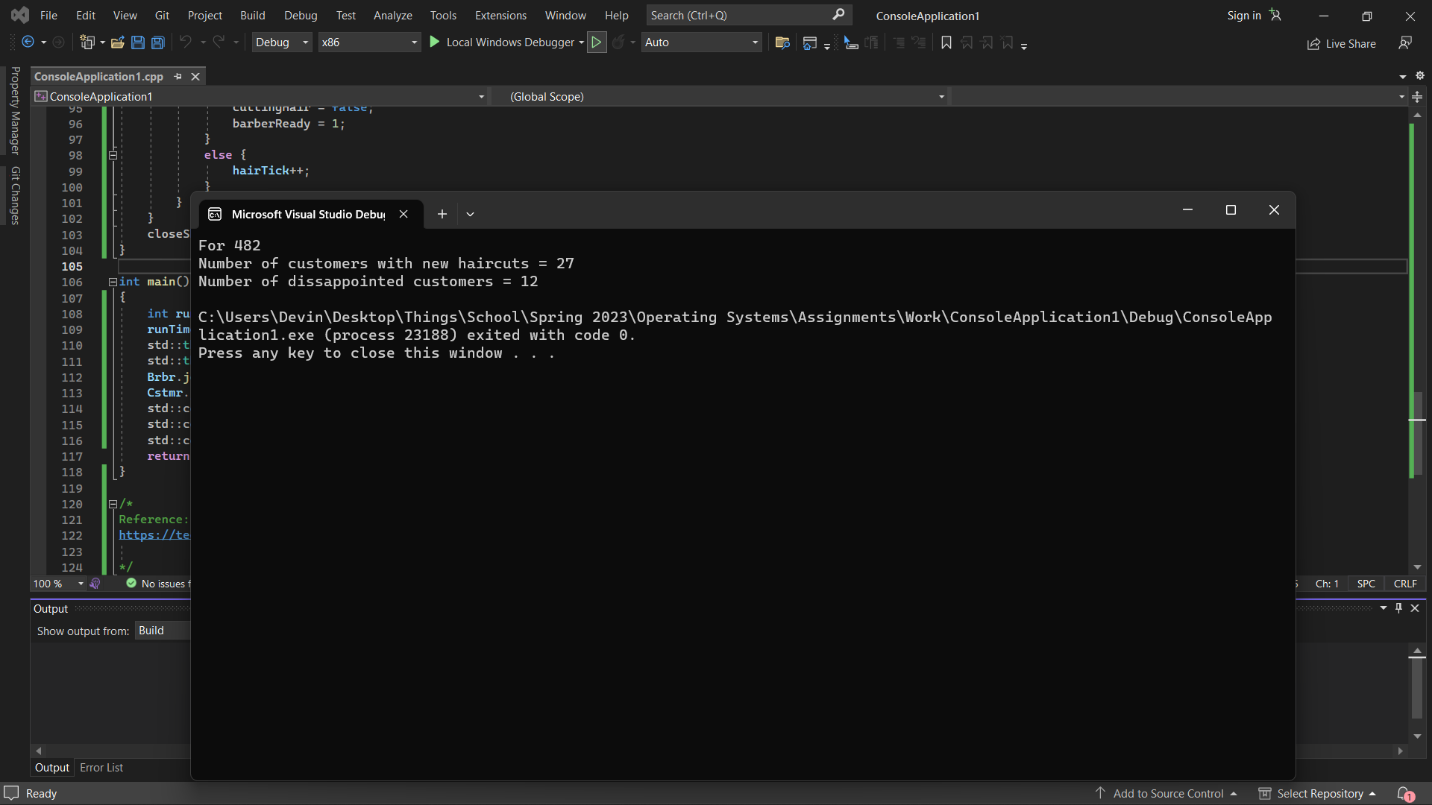 File Edit View Git Project Build Debug Test Analyze Tools Extensions Window Help Search (Ctrl+Q) ConsoleApplication1 Sign in
Debug x86 Local Windows Debugger Auto Live Share
Property Manager
Git Changes
ConsoleApplication1.cpp
ConsoleApplication1 (Global Scope)
95 cuttingHair = false;
96 barberReady = 1;
97 }
98 else {
99 hairTick++;
100 }
101 }
102 }
103 closeS
104 }
105
106 int main()
107 {
108 int ru
109 runTim
110 std::t
111 std::t
112 Brbr.j
113 Cstmr.
114 std::c
115 std::c
116 std::c
117 return
118 }
119
120 /*
121 Reference:
122 https://te
123
124 */
Microsoft Visual Studio Debu
For 482
Number of customers with new haircuts = 27
Number of dissappointed customers = 12
C:\Users\Devin\Desktop\Things\School\Spring 2023\Operating Systems\Assignments\Work\ConsoleApplication1\Debug\ConsoleApp
lication1.exe (process 23188) exited with code 0.
Press any key to close this window . . .
100 % No issues Ch: 1 SPC CRLF
Output
Show output from: Build
Output Error List
Ready Add to Source Control Select Repository 1